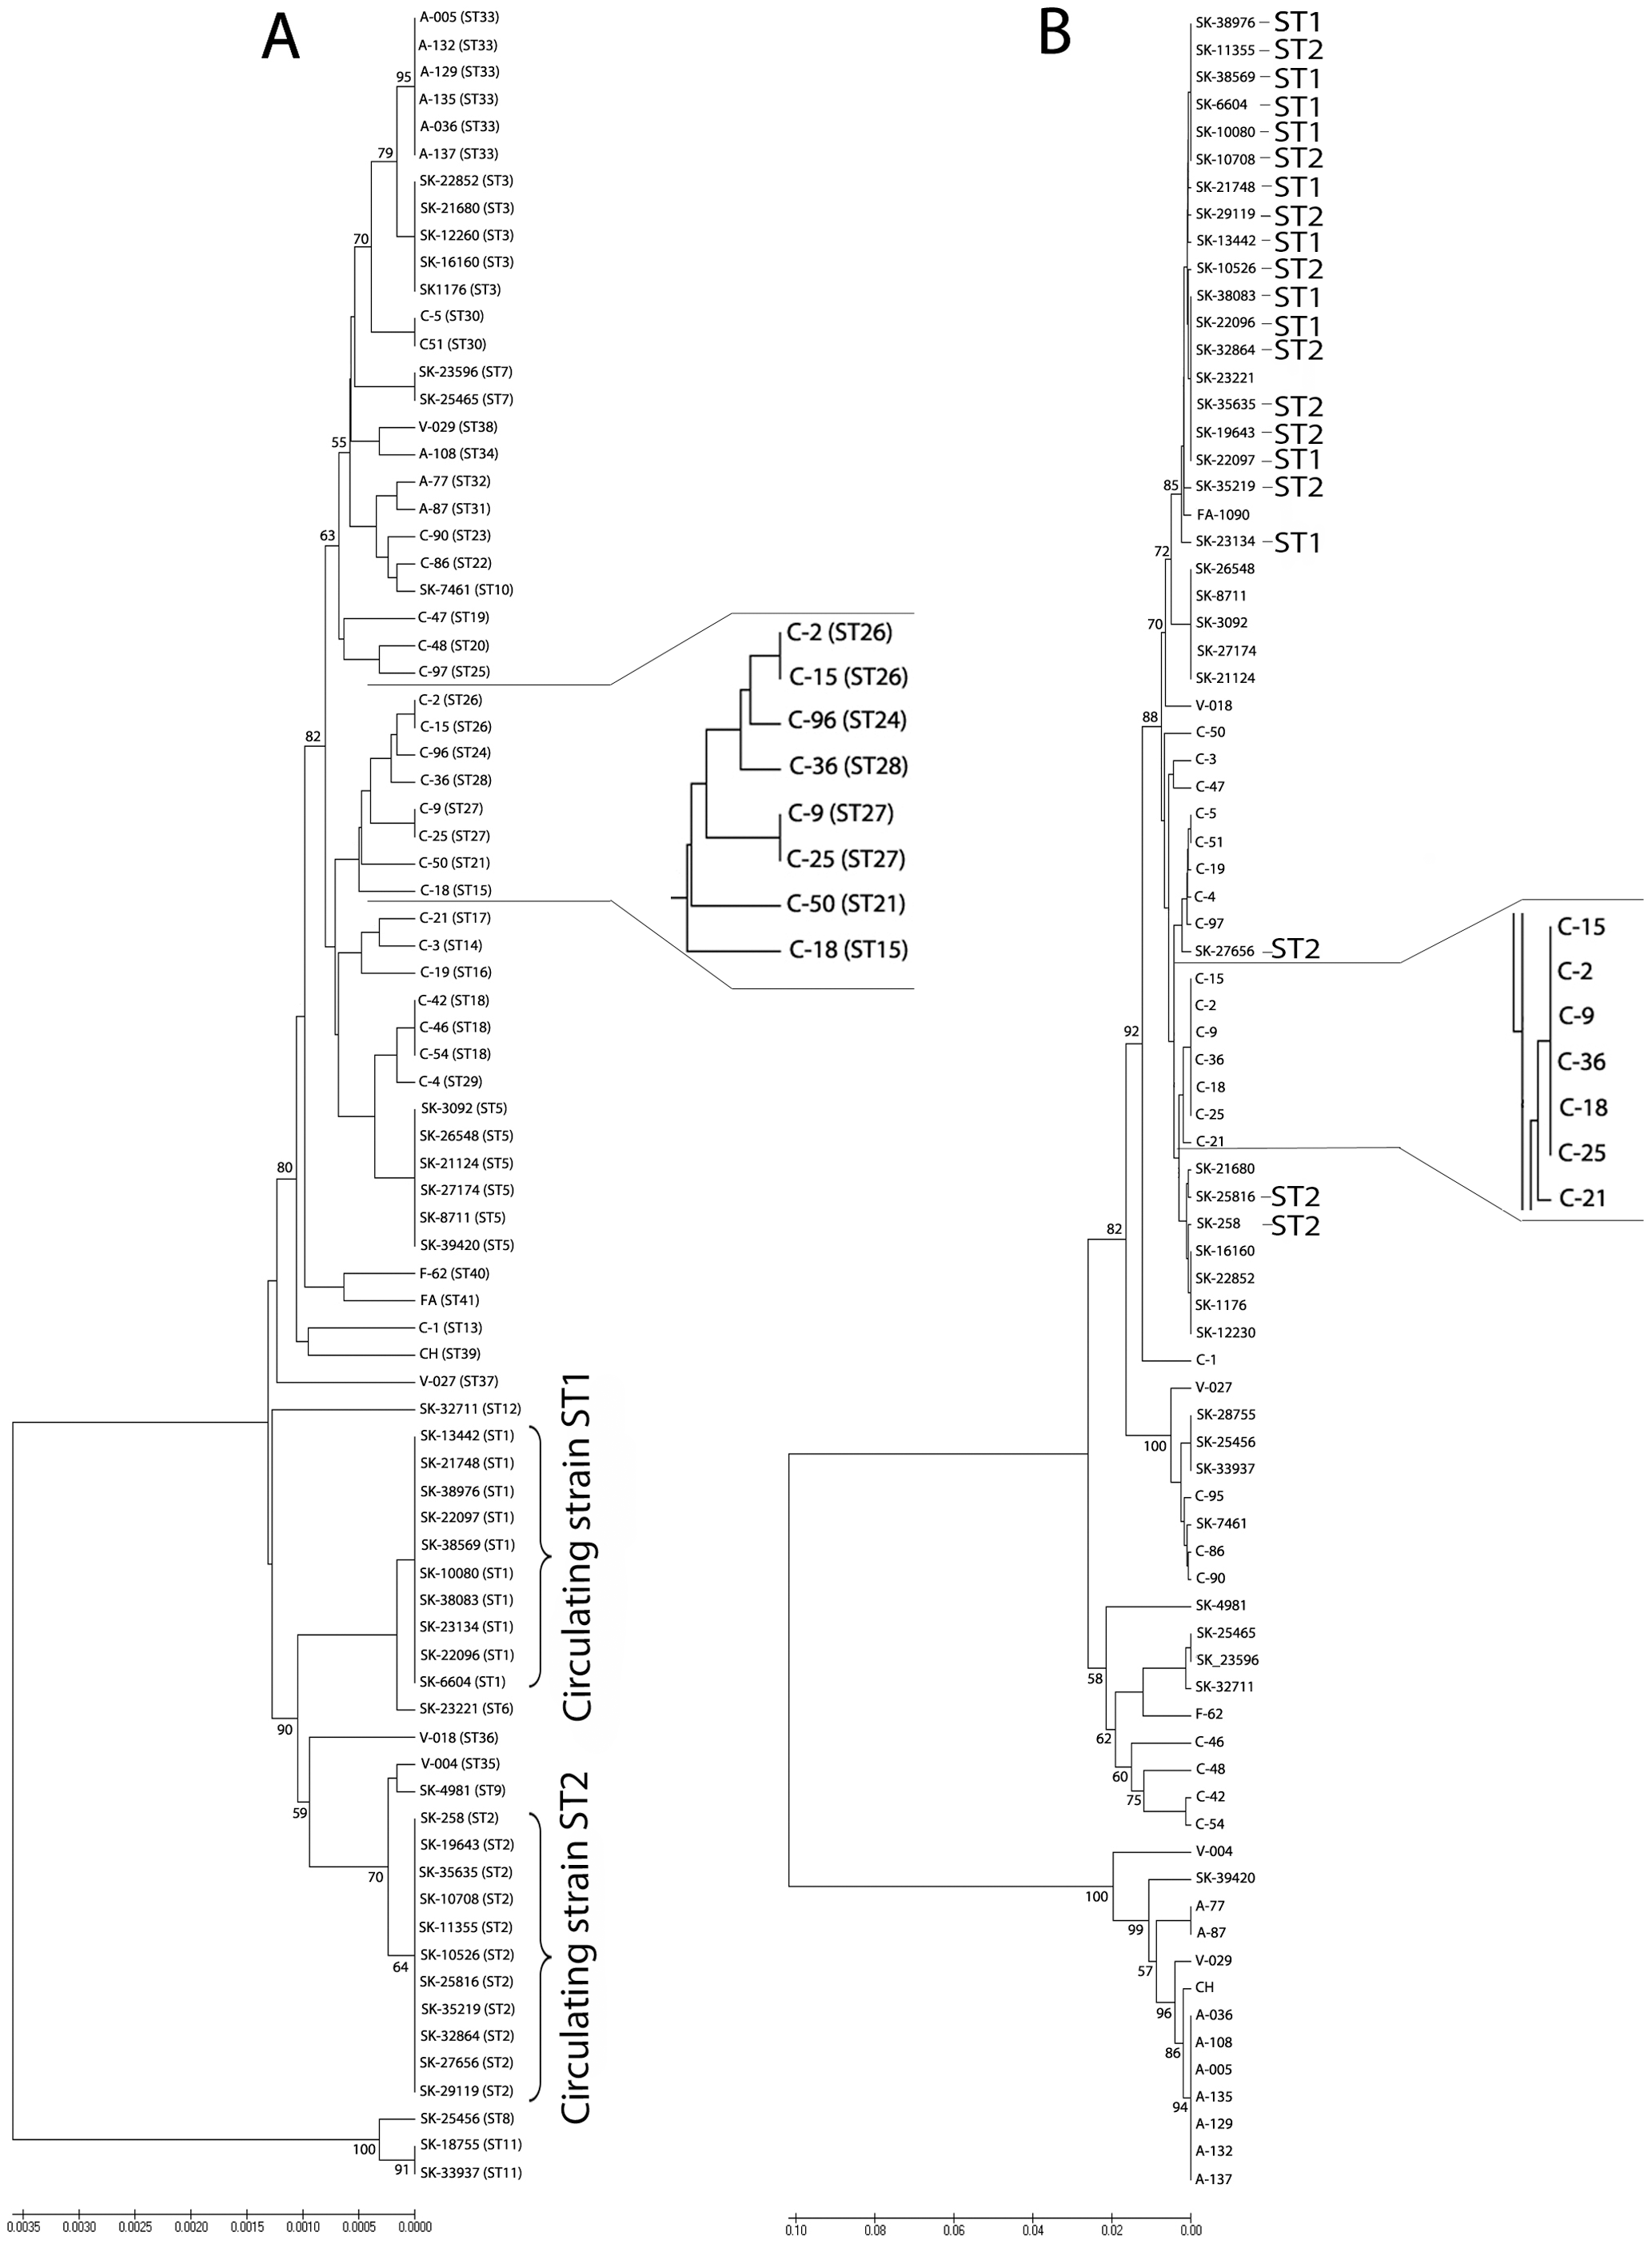 A
A-005 (ST33)
A-132 (ST33)
A-129 (ST33)
95
A-135 (ST33)
A-036 (ST33)
A-137 (ST33)
79
SK-22852 (ST3)
SK-21680 (ST3)
SK-12260 (ST3)
70
SK-16160 (ST3)
SK1176 (ST3)
C-5 (ST30)
C51 (ST30)
SK-23596 (ST7)
SK-25465 (ST7)
V-029 (ST38)
55
A-108 (ST34)
A-77 (ST32)
A-87 (ST31)
C-90 (ST23)
63
C-86 (ST22)
SK-7461 (ST10)
C-47 (ST19)
C-48 (ST20)
C-97 (ST25)
C-2 (ST26)
C-15 (ST26)
82
C-96 (ST24)
C-36 (ST28)
C-9 (ST27)
C-25 (ST27)
C-50 (ST21)
C-18 (ST15)
C-21 (ST17)
C-3 (ST14)
C-19 (ST16)
C-42 (ST18)
C-46 (ST18)
C-54 (ST18)
C-4 (ST29)
SK-3092 (ST5)
SK-26548 (ST5)
SK-21124 (ST5)
80
SK-27174 (ST5)
SK-8711 (ST5)
SK-39420 (ST5)
F-62 (ST40)
FA (ST41)
C-1 (ST13)
CH (ST39)
V-027 (ST37)
SK-32711 (ST12)
SK-13442 (ST1)
SK-21748 (ST1)
SK-38976 (ST1)
SK-22097 (ST1)
SK-38569 (ST1)
SK-10080 (ST1)
SK-38083 (ST1)
SK-23134 (ST1)
SK-22096 (ST1)
SK-6604 (ST1)
Circulating strain ST1
SK-23221 (ST6)
90
V-018 (ST36)
V-004 (ST35)
SK-4981 (ST9)
59
SK-258 (ST2)
SK-19643 (ST2)
SK-35635 (ST2)
70
SK-10708 (ST2)
SK-11355 (ST2)
SK-10526 (ST2)
64
SK-25816 (ST2)
SK-35219 (ST2)
SK-32864 (ST2)
SK-27656 (ST2)
SK-29119 (ST2)
Circulating strain ST2
SK-25456 (ST8)
100
SK-18755 (ST11)
91
SK-33937 (ST11)
0.0035 0.0030 0.0025 0.0020 0.0015 0.0010 0.0005 0.0000
C-2 (ST26)
C-15 (ST26)
C-96 (ST24)
C-36 (ST28)
C-9 (ST27)
C-25 (ST27)
C-50 (ST21)
C-18 (ST15)
B
SK-38976 – ST1
SK-11355 – ST2
SK-38569 – ST1
SK-6604 – ST1
SK-10080 – ST1
SK-10708 – ST2
SK-21748 – ST1
SK-29119 – ST2
SK-13442 – ST1
SK-10526 – ST2
SK-38083 – ST1
SK-22096 – ST1
SK-32864 – ST2
SK-23221
SK-35635 – ST2
SK-19643 – ST2
SK-22097 – ST1
85
SK-35219 – ST2
FA-1090
SK-23134 – ST1
72
SK-26548
SK-8711
SK-3092
70
SK-27174
SK-21124
V-018
88
C-50
C-3
C-47
C-5
C-51
C-19
C-4
C-97
SK-27656 – ST2
C-15
C-2
C-9
92
C-36
C-18
C-25
C-21
SK-21680
SK-25816 – ST2
SK-258 – ST2
82
SK-16160
SK-22852
SK-1176
SK-12230
C-1
V-027
SK-28755
SK-25456
100
SK-33937
C-95
SK-7461
C-86
C-90
SK-4981
SK-25465
SK_23596
58
SK-32711
F-62
62
C-46
C-48
60
75
C-42
C-54
V-004
SK-39420
100
A-77
99
A-87
V-029
57
CH
96
A-036
A-108
86
A-005
A-135
94
A-129
A-132
A-137
0.10 0.08 0.06 0.04 0.02 0.00
C-15
C-2
C-9
C-36
C-18
C-25
C-21